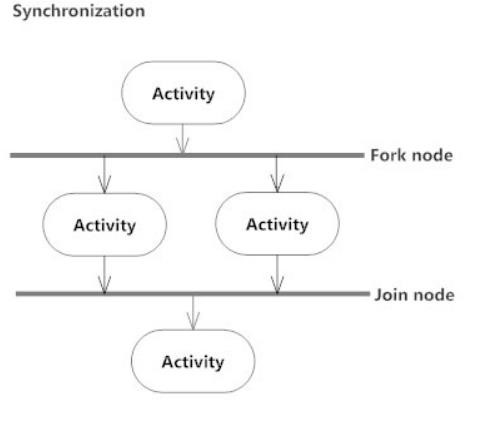 Synchronization
Activity
Fork node
Activity
Activity
Join node
Activity